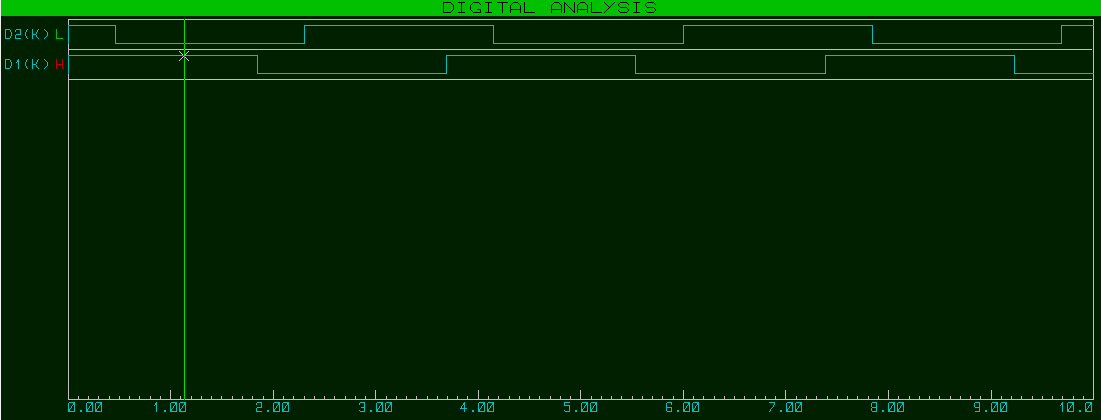 DIGITAL ANALYSIS
D2(K) L
D1(K) H
0.00 1.00 2.00 3.00 4.00 5.00 6.00 7.00 8.00 9.00 10.0